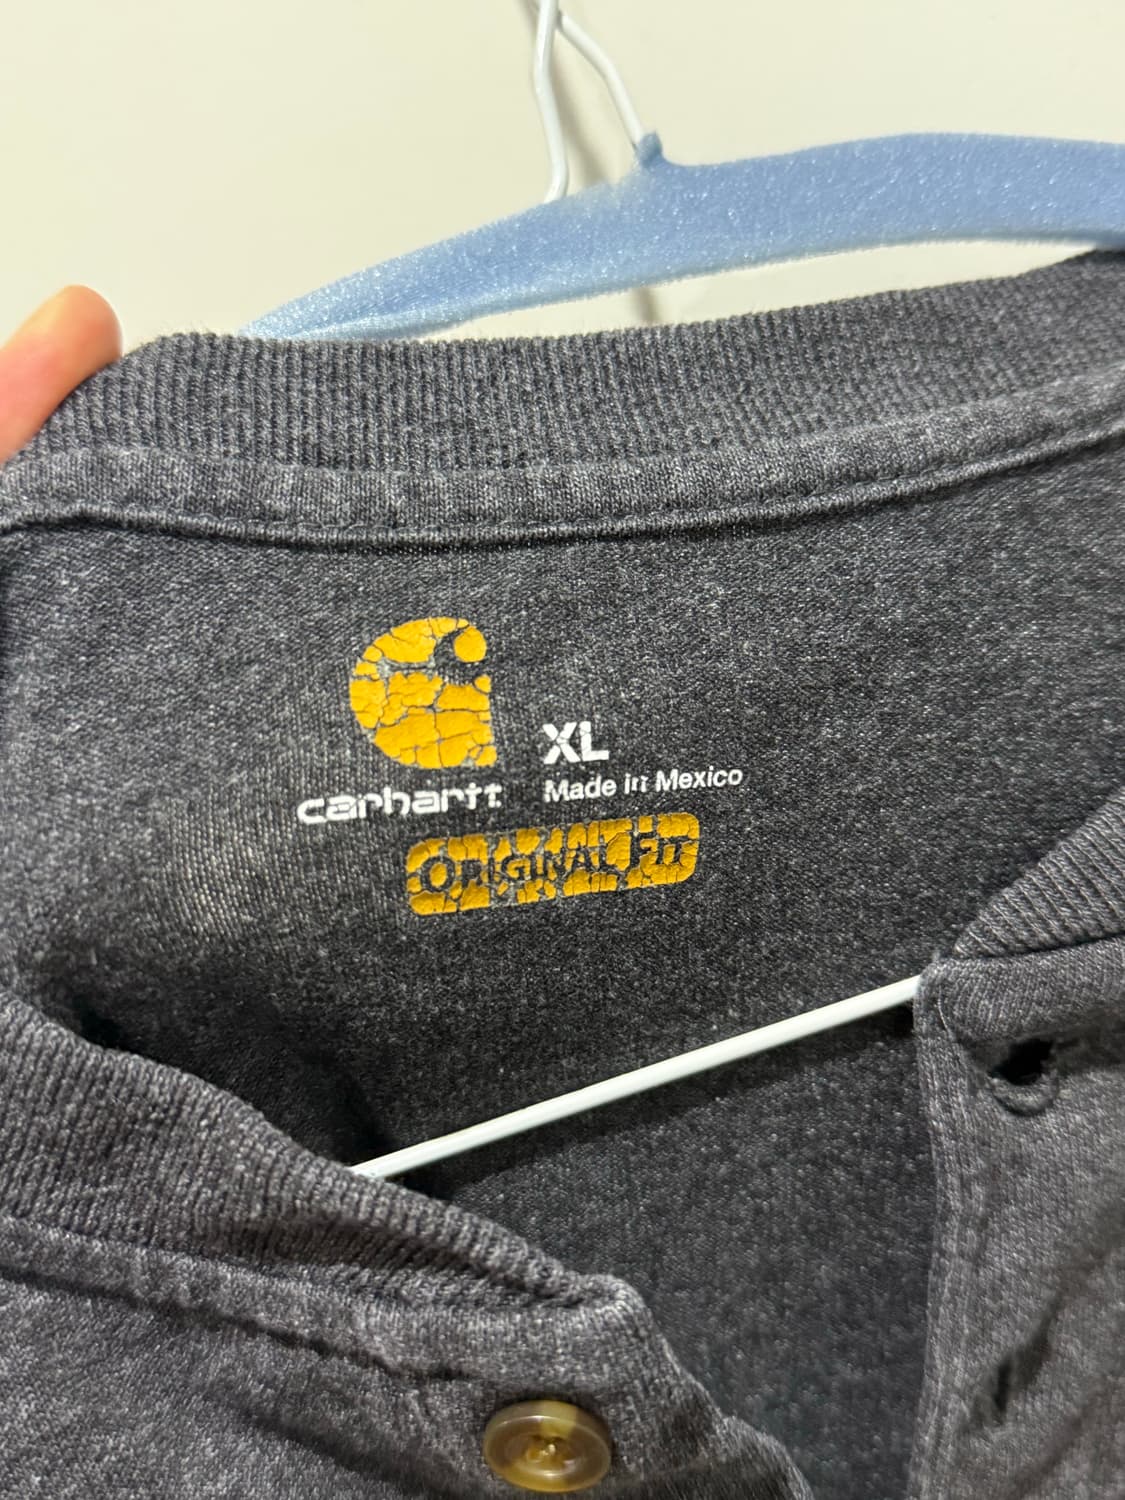 XL
carhartt
Made in Mexico
ORIGINAL FIT